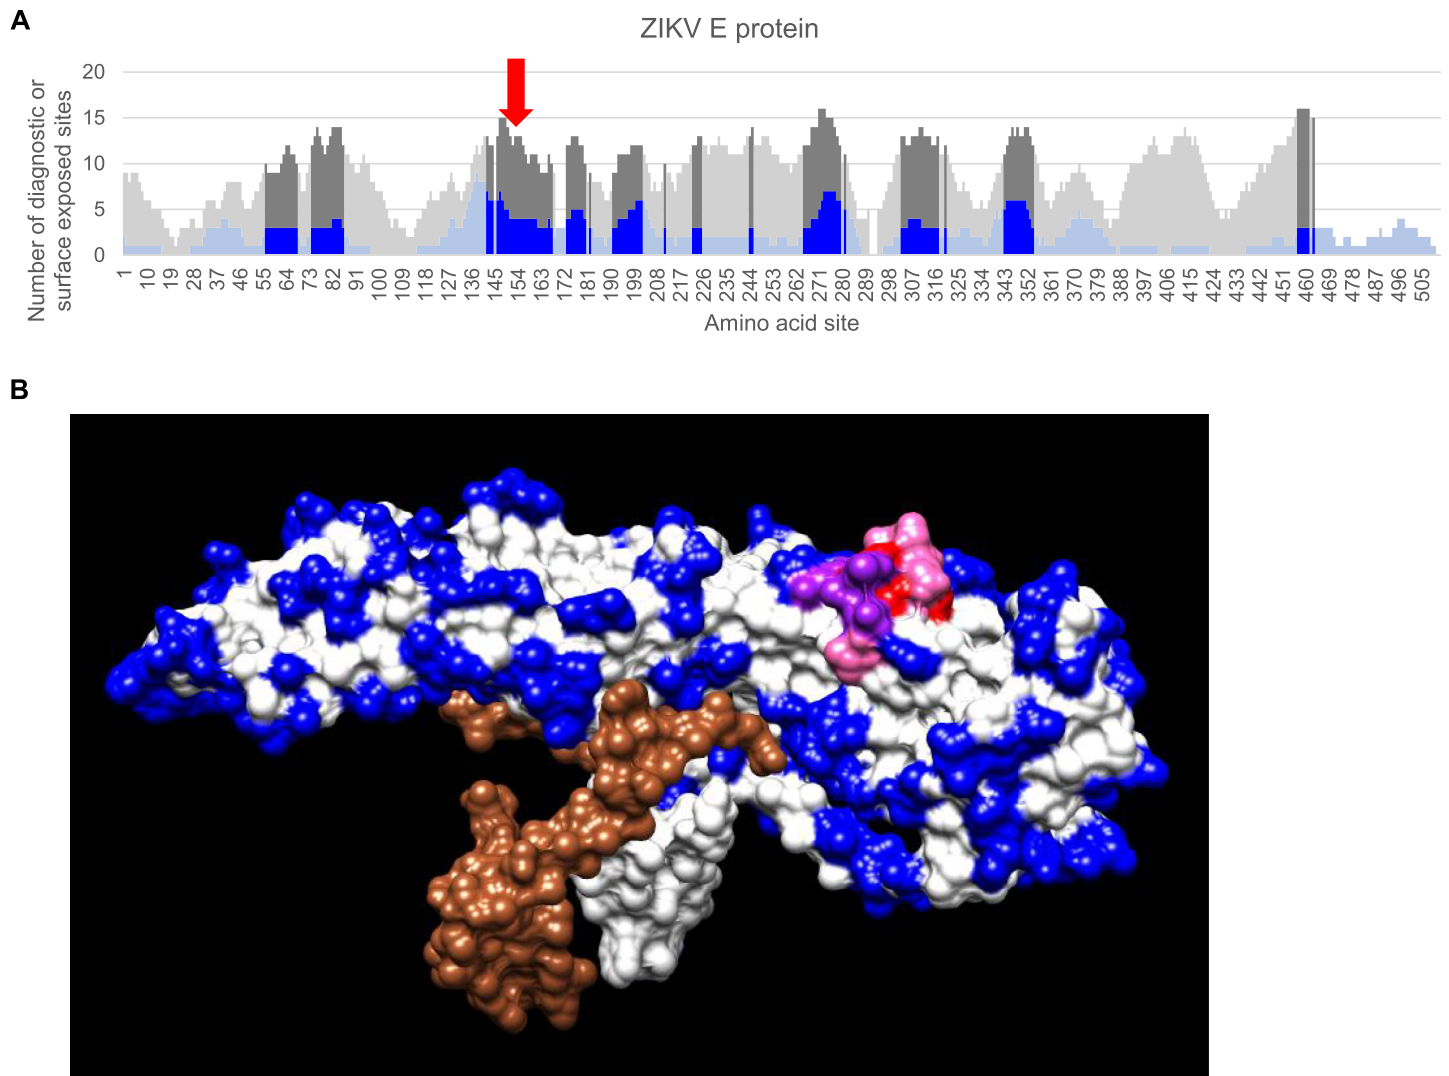 A
ZIKV E protein
Number of diagnostic or
surface exposed sites
20
15
10
5
0
1 10 19 28 37 46 55 64 73 82 91 100 109 118 127 136 145 154 163 172 181 190 199 208 217 226 235 244 253 262 271 280 289 298 307 316 325 334 343 352 361 370 379 388 397 406 415 424 433 442 451 460 469 478 487 496 505
Amino acid site
B